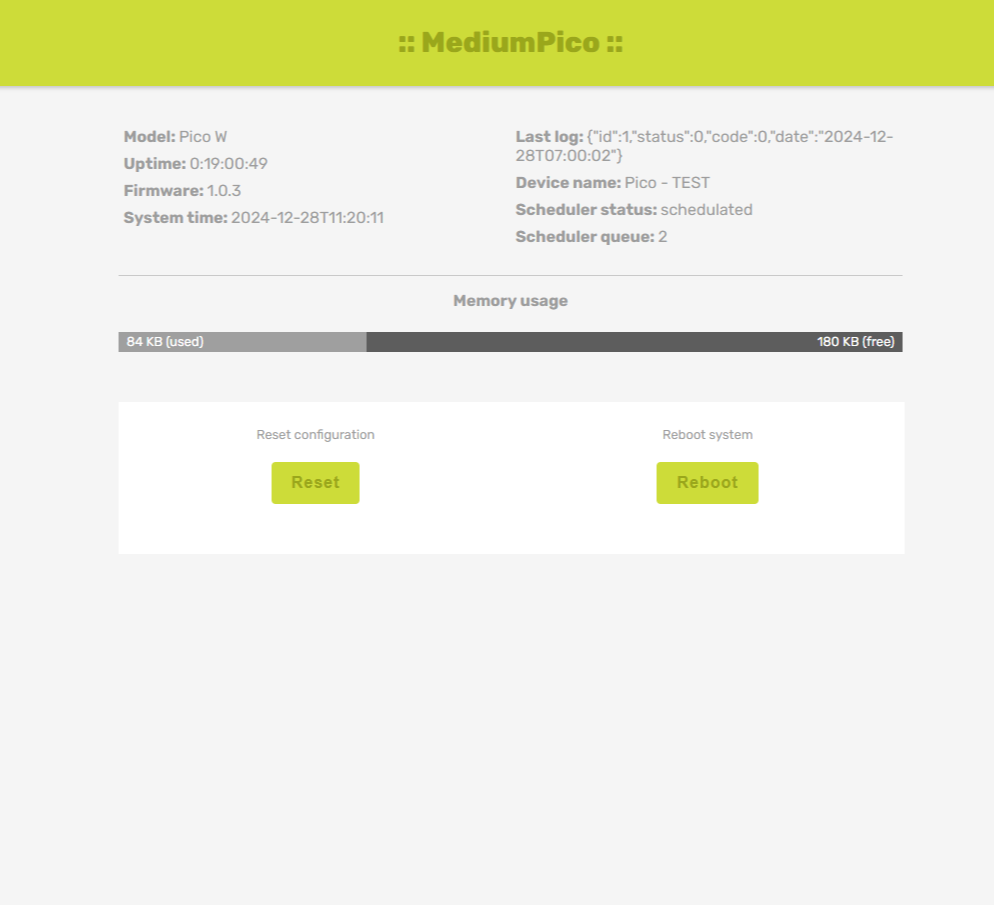 :: MediumPico ::
Model: Pico W
Uptime: 0:19:00:49
Firmware: 1.0.3
System time: 2024-12-28T11:20:11
Last log: {"id":1,"status":0,"code":0,"date":"2024-12-
28T07:00:02"}
Device name: Pico - TEST
Scheduler status: schedulated
Scheduler queue: 2
Memory usage
84 KB (used)
180 KB (free)
Reset configuration
Reset
Reboot system
Reboot